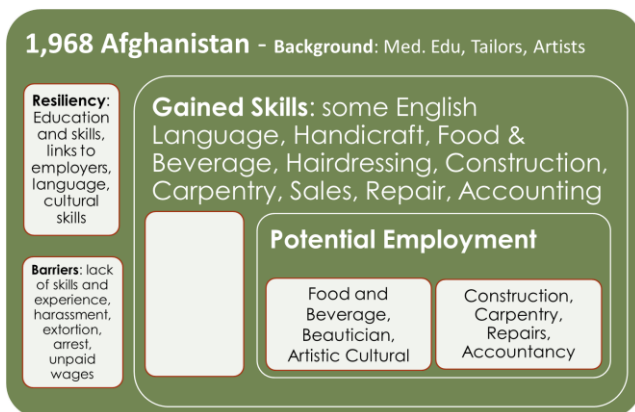 1,968 Afghanistan - Background: Med. Edu, Tailors, Artists
Resiliency:
Education
and skills,
links to
employers,
language,
cultural
skills
Barriers: lack
of skills and
experience,
harassment,
extortion,
arrest,
unpaid
wages
Gained Skills: some English
Language, Handicraft, Food &
Beverage, Hairdressing, Construction,
Carpentry, Sales, Repair, Accounting
Potential Employment
Food and
Beverage,
Beautician,
Artistic Cultural
Construction,
Carpentry,
Repairs,
Accountancy